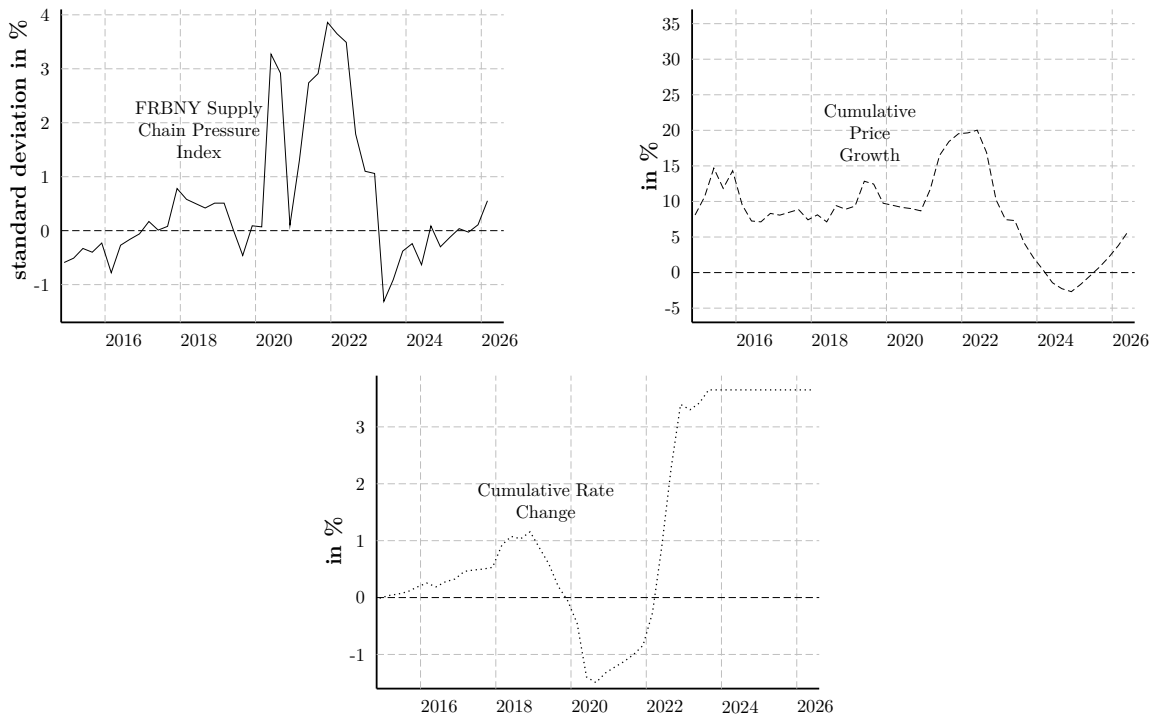 4
3
2
1
0
-1
standard deviation in %
FRBNY Supply
Chain Pressure
Index
2016 2018 2020 2022 2024 2026
35
30
25
20
15
10
5
0
-5
in %
Cumulative
Price
Growth
2016 2018 2020 2022 2024 2026
3
2
1
0
-1
in %
Cumulative Rate
Change
2016 2018 2020 2022 2024 2026